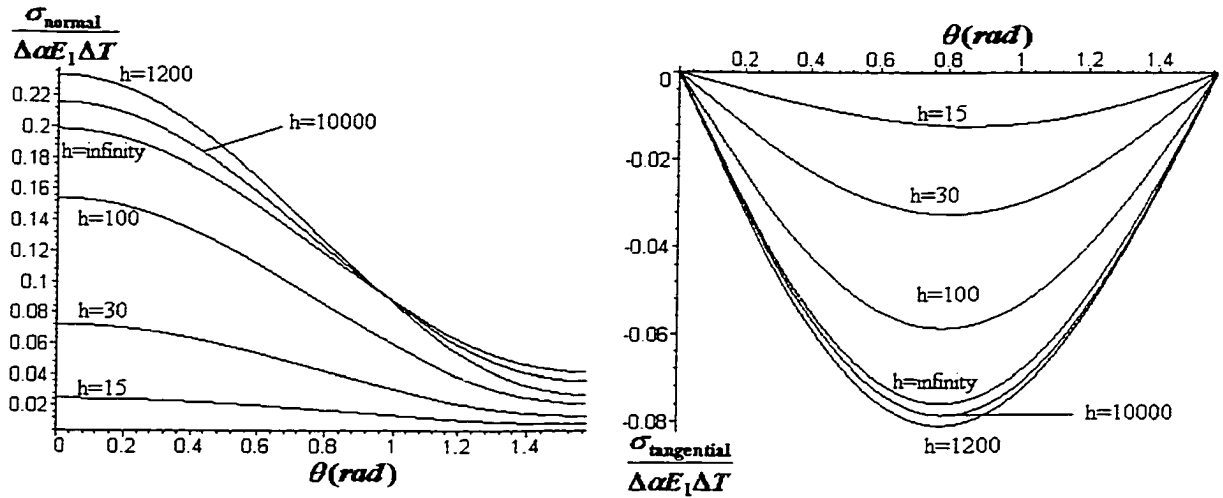 σnormal
ΔαE1ΔT
h=1200
0.22
h=10000
0.2
h=infinity
0.18
0.16
h=100
0.14
0.12
0.1
h=30
0.08
0.06
0.04
h=15
0.02
0 0.2 0.4 0.6 0.8 1 1.2 1.4
θ(rad)
θ(rad)
0.2 0.4 0.6 0.8 1 1.2 1.4
0
h=15
-0.02
h=30
-0.04
h=100
-0.06
h=infinity
-0.08
h=10000
h=1200
σtangential
ΔαE1ΔT